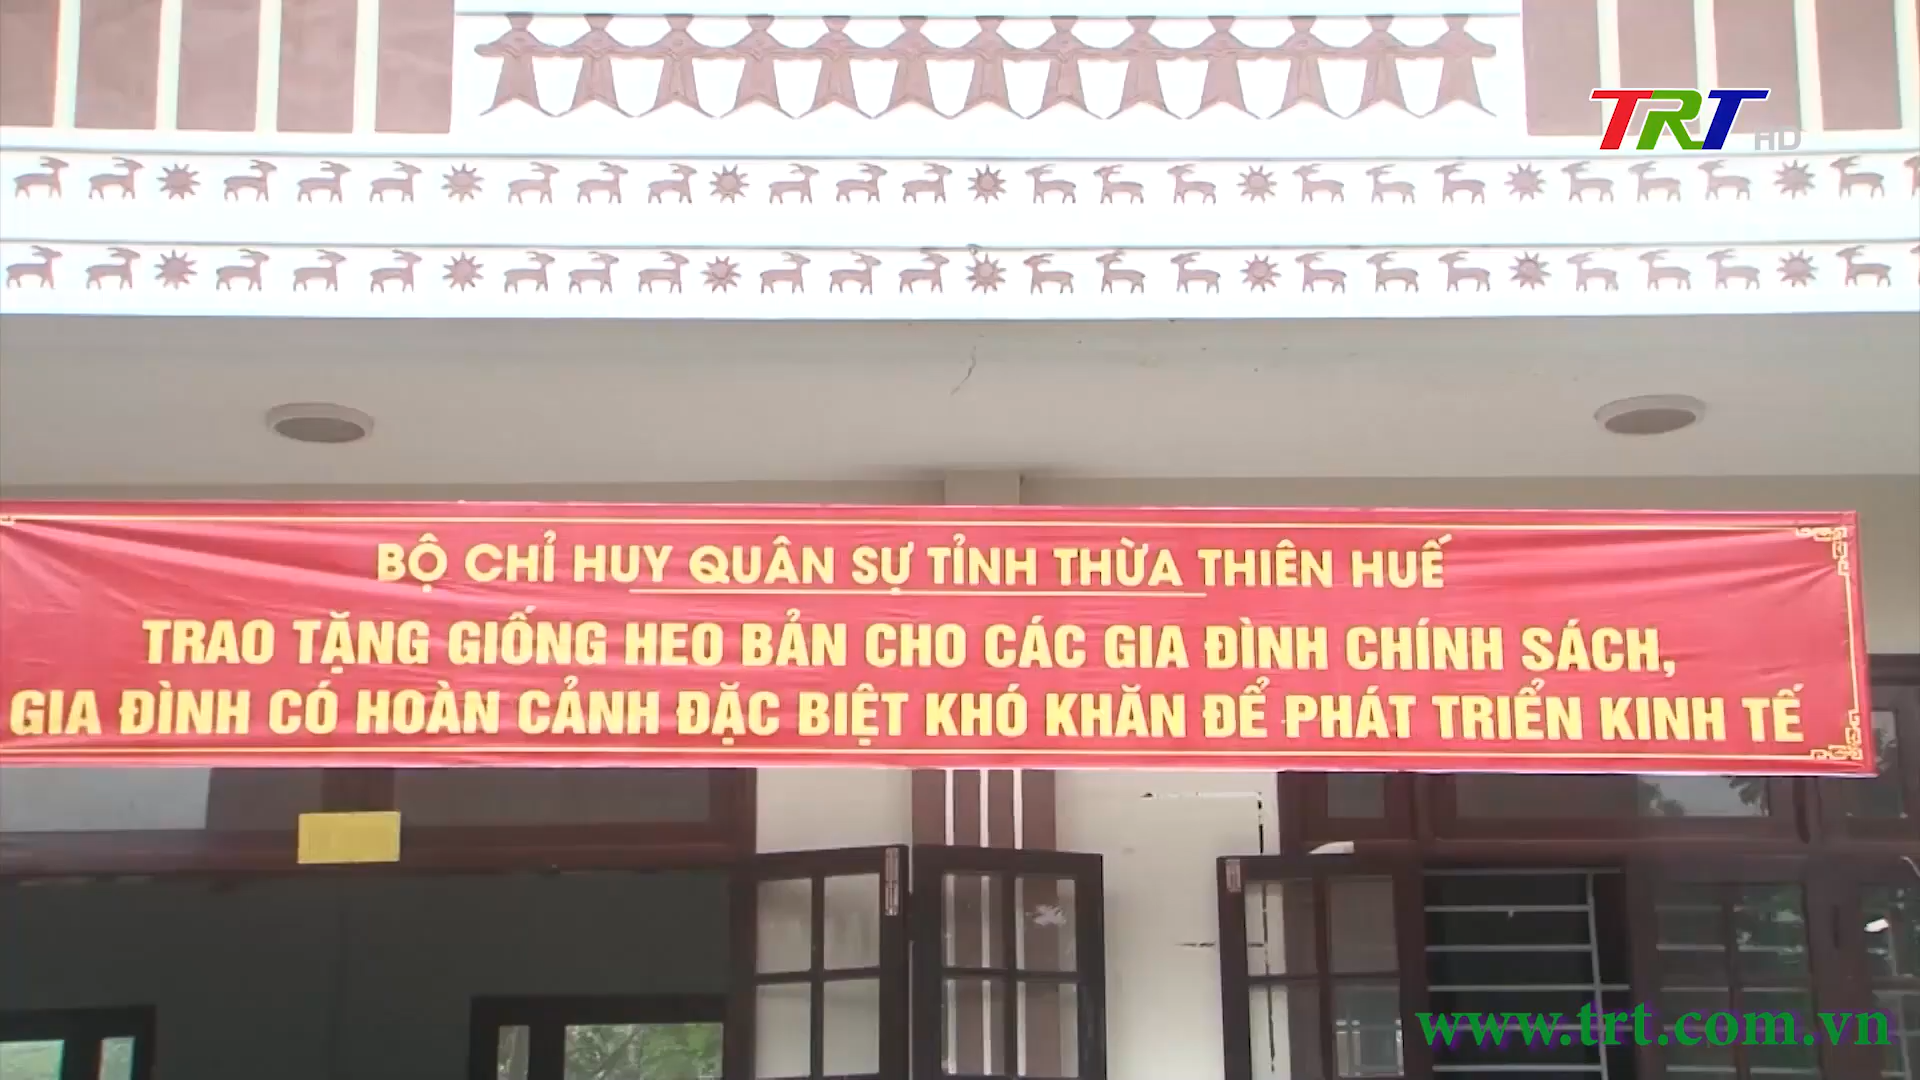 TRT HD
BỘ CHỈ HUY QUÂN SỰ TỈNH THỪA THIÊN HUẾ
TRAO TẶNG GIỐNG HEO BẢN CHO CÁC GIA ĐÌNH CHÍNH SÁCH,
GIA ĐÌNH CÓ HOÀN CẢNH ĐẶC BIỆT KHÓ KHĂN ĐỂ PHÁT TRIỂN KINH TẾ
www.trt.com.vn